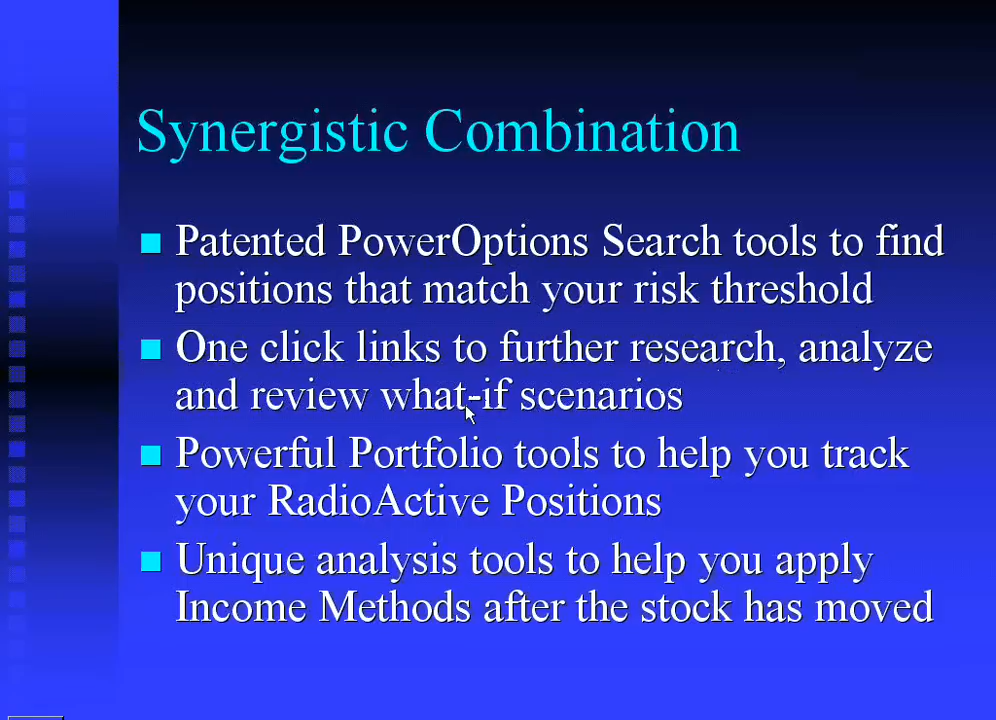 Synergistic Combination
Patented PowerOptions Search tools to find
positions that match your risk threshold
One click links to further research, analyze
and review what-if scenarios
Powerful Portfolio tools to help you track
your RadioActive Positions
Unique analysis tools to help you apply
Income Methods after the stock has moved